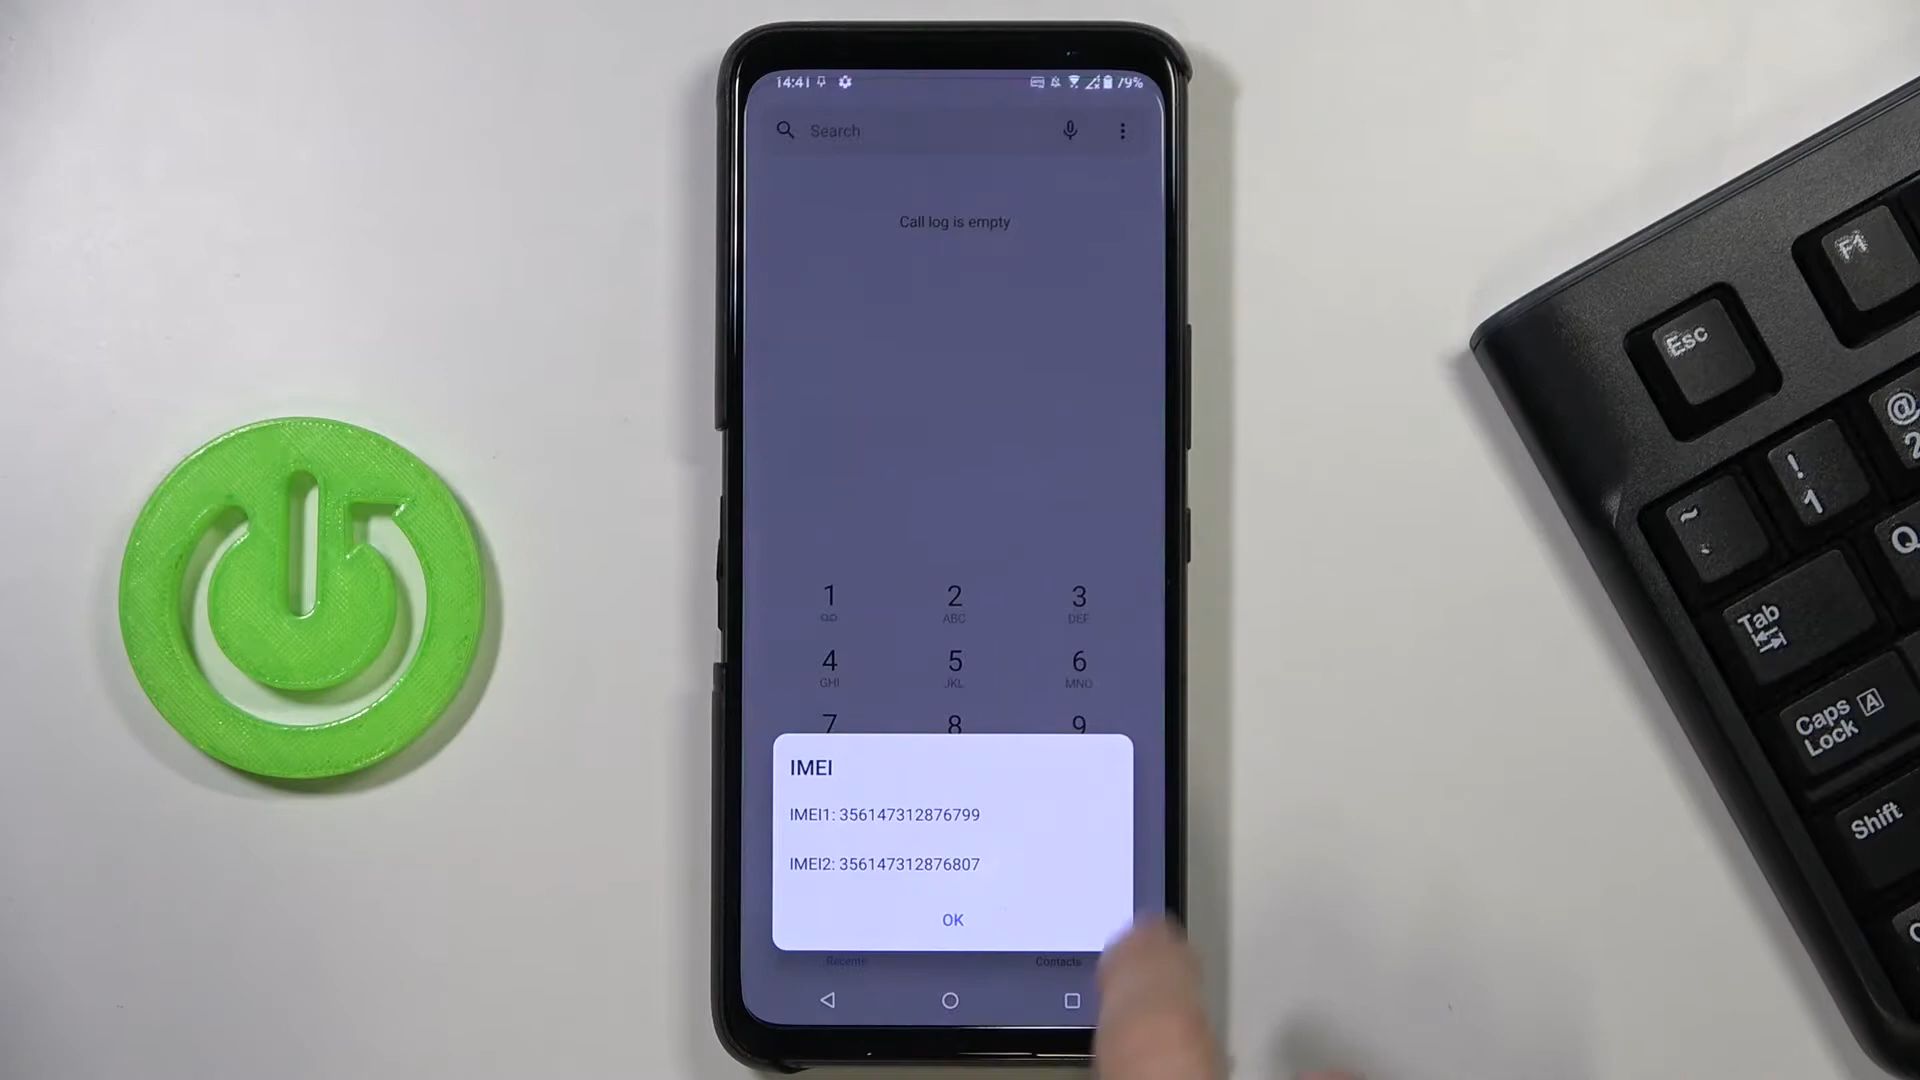 14:41 79%
Search
Call log is empty
1 2 3
ABC DEF
4 5 6
GHI JKL MNO
7 8 9
IMEI
IMEI1: 356147312876799
IMEI2: 356147312876807
OK
Recents Contacts
F1
Esc
@
2
!
1
~
Q
Tab
Caps Lock A
Shift